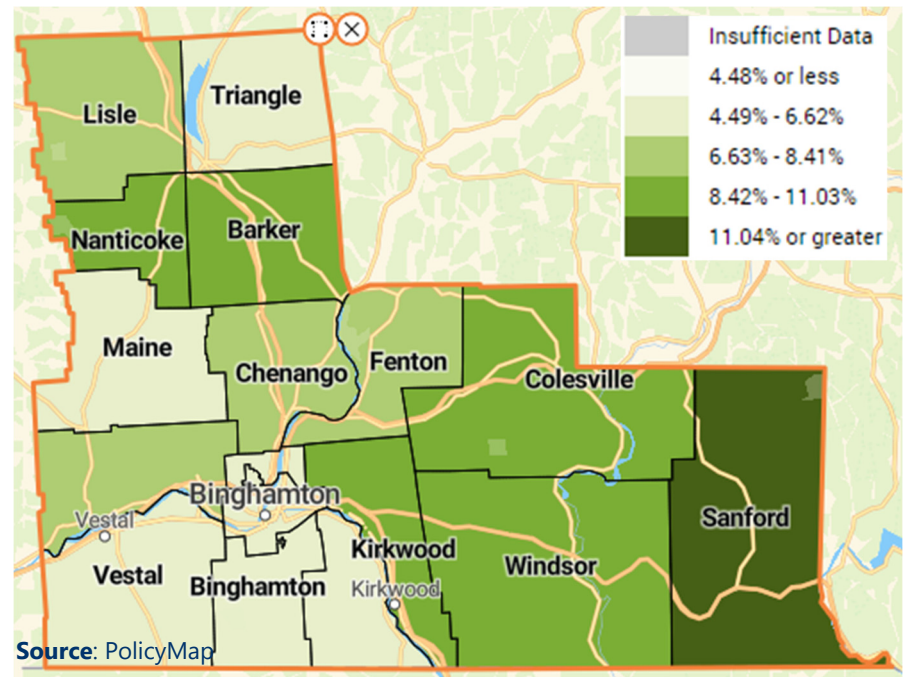 Insufficient Data
4.48% or less
4.49% - 6.62%
6.63% - 8.41%
8.42% - 11.03%
11.04% or greater
Triangle
Lisle
Nanticoke
Barker
Maine
Chenango
Fenton
Colesville
Binghamton
Vestal
Sanford
Kirkwood
Windsor
Vestal
Binghamton
Kirkwood
Source: PolicyMap